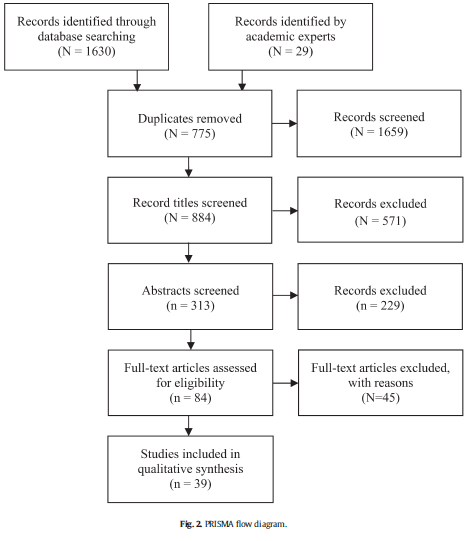 Records identified through
database searching
(N = 1630)
Records identified by
academic experts
(N = 29)
Duplicates removed
(N = 775)
Records screened
(N = 1659)
Record titles screened
(N = 884)
Records excluded
(N = 571)
Abstracts screened
(n = 313)
Records excluded
(n = 229)
Full-text articles assessed
for eligibility
(n = 84)
Full-text articles excluded,
with reasons
(N=45)
Studies included in
qualitative synthesis
(n = 39)
Fig. 2. PRISMA flow diagram.